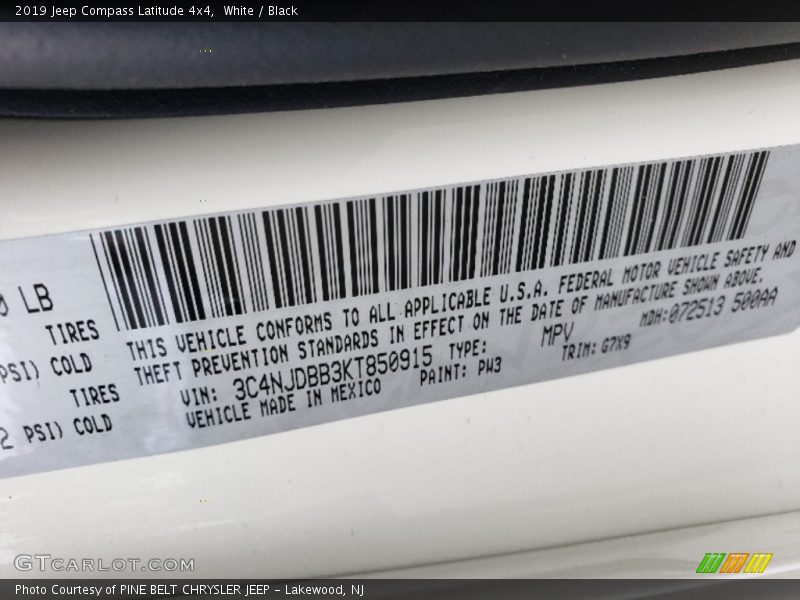 2019 Jeep Compass Latitude 4x4,  White / Black
LB
TIRES
PSI) COLD
TIRES
2 PSI) COLD
THIS VEHICLE CONFORMS TO ALL APPLICABLE U.S.A. FEDERAL MOTOR VEHICLE SAFETY AND
THEFT PREVENTION STANDARDS IN EFFECT ON THE DATE OF MANUFACTURE SHOWN ABOVE.
VIN: 3C4NJDBB3KT850915 TYPE: MPV MDH:072513 500AA
VEHICLE MADE IN MEXICO PAINT: PW3 TRIM: G7X9
GTCARLOT.COM
Photo Courtesy of PINE BELT CHRYSLER JEEP - Lakewood, NJ